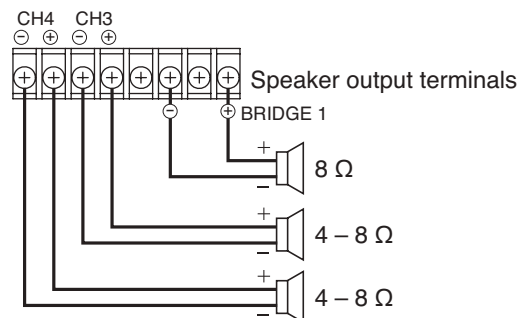 CH4 CH3
⊖ ⊕ ⊖ ⊕
Speaker output terminals
⊖ ⊕ BRIDGE 1
+
8 Ω
−
+
4 – 8 Ω
−
+
4 – 8 Ω
−